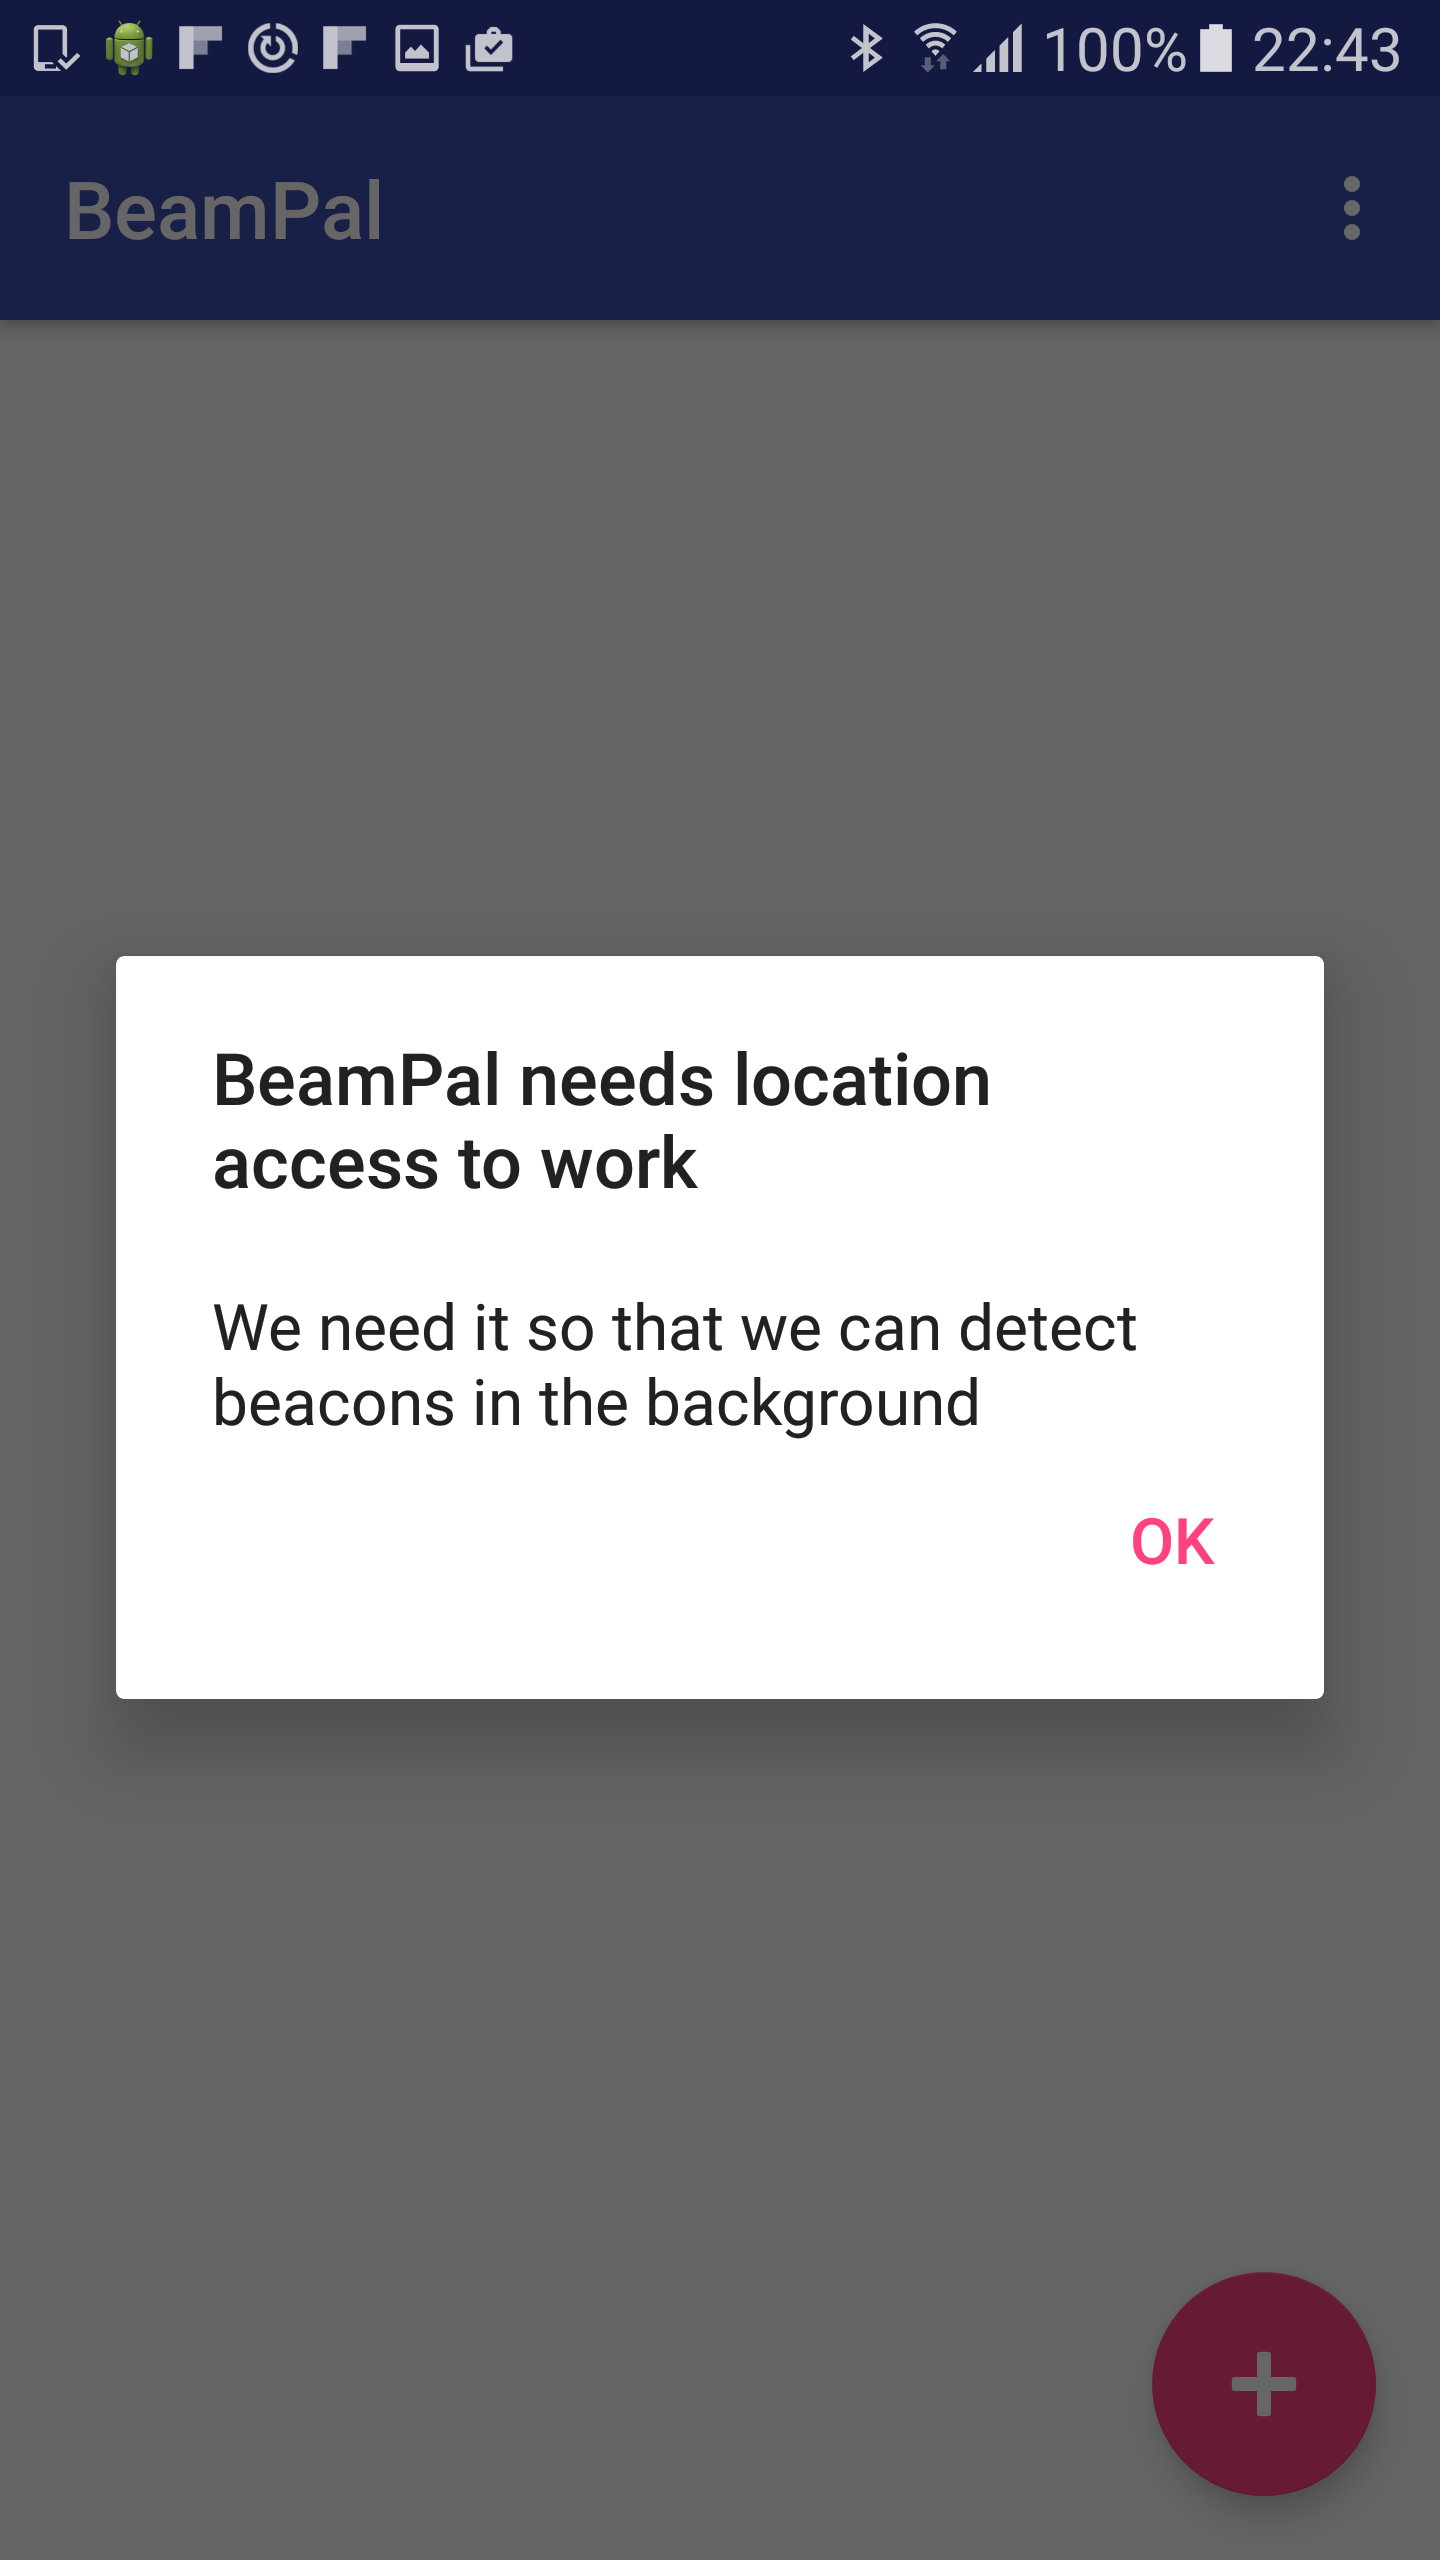 100% 22:43
BeamPal
BeamPal needs location
access to work
We need it so that we can detect
beacons in the background
OK